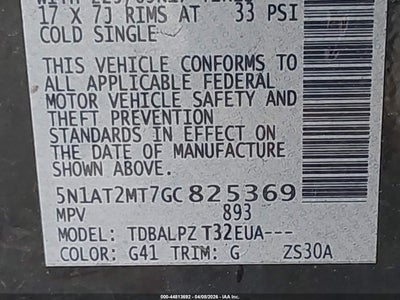 17 X 7J RIMS AT 33 PSI
COLD SINGLE
THIS VEHICLE CONFORMS TO
ALL APPLICABLE FEDERAL
MOTOR VEHICLE SAFETY AND
THEFT PREVENTION
STANDARDS IN EFFECT ON
THE DATE OF MANUFACTURE
SHOWN ABOVE.
5N1AT2MT7GC825369
MPV 893
MODEL: TDBALPZ T32EUA---
COLOR: G41 TRIM: G ZS30A
000-44813692 - 04/08/2026 - IAA Inc.